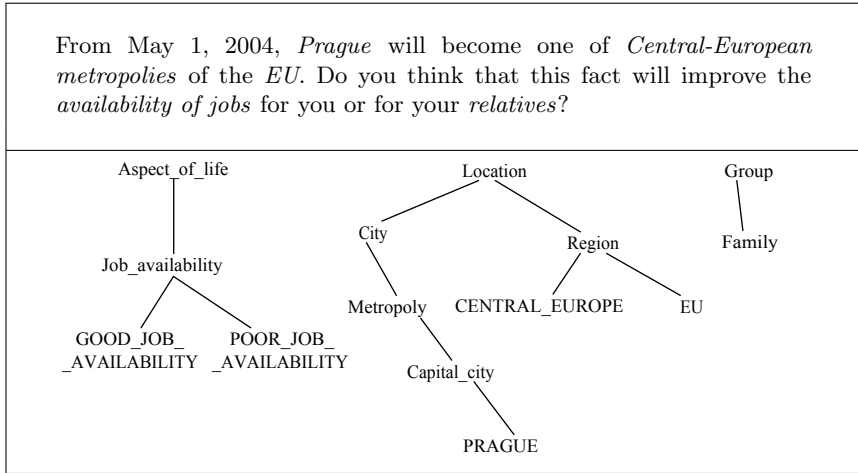 From May 1, 2004, Prague will become one of Central-European
metropolies of the EU. Do you think that this fact will improve the
availability of jobs for you or for your relatives?
Aspect_of_life
Location
Group
City
Region
Family
Job_availability
Metropoly
CENTRAL_EUROPE
EU
GOOD_JOB_
_AVAILABILITY
POOR_JOB_
_AVAILABILITY
Capital_city
PRAGUE